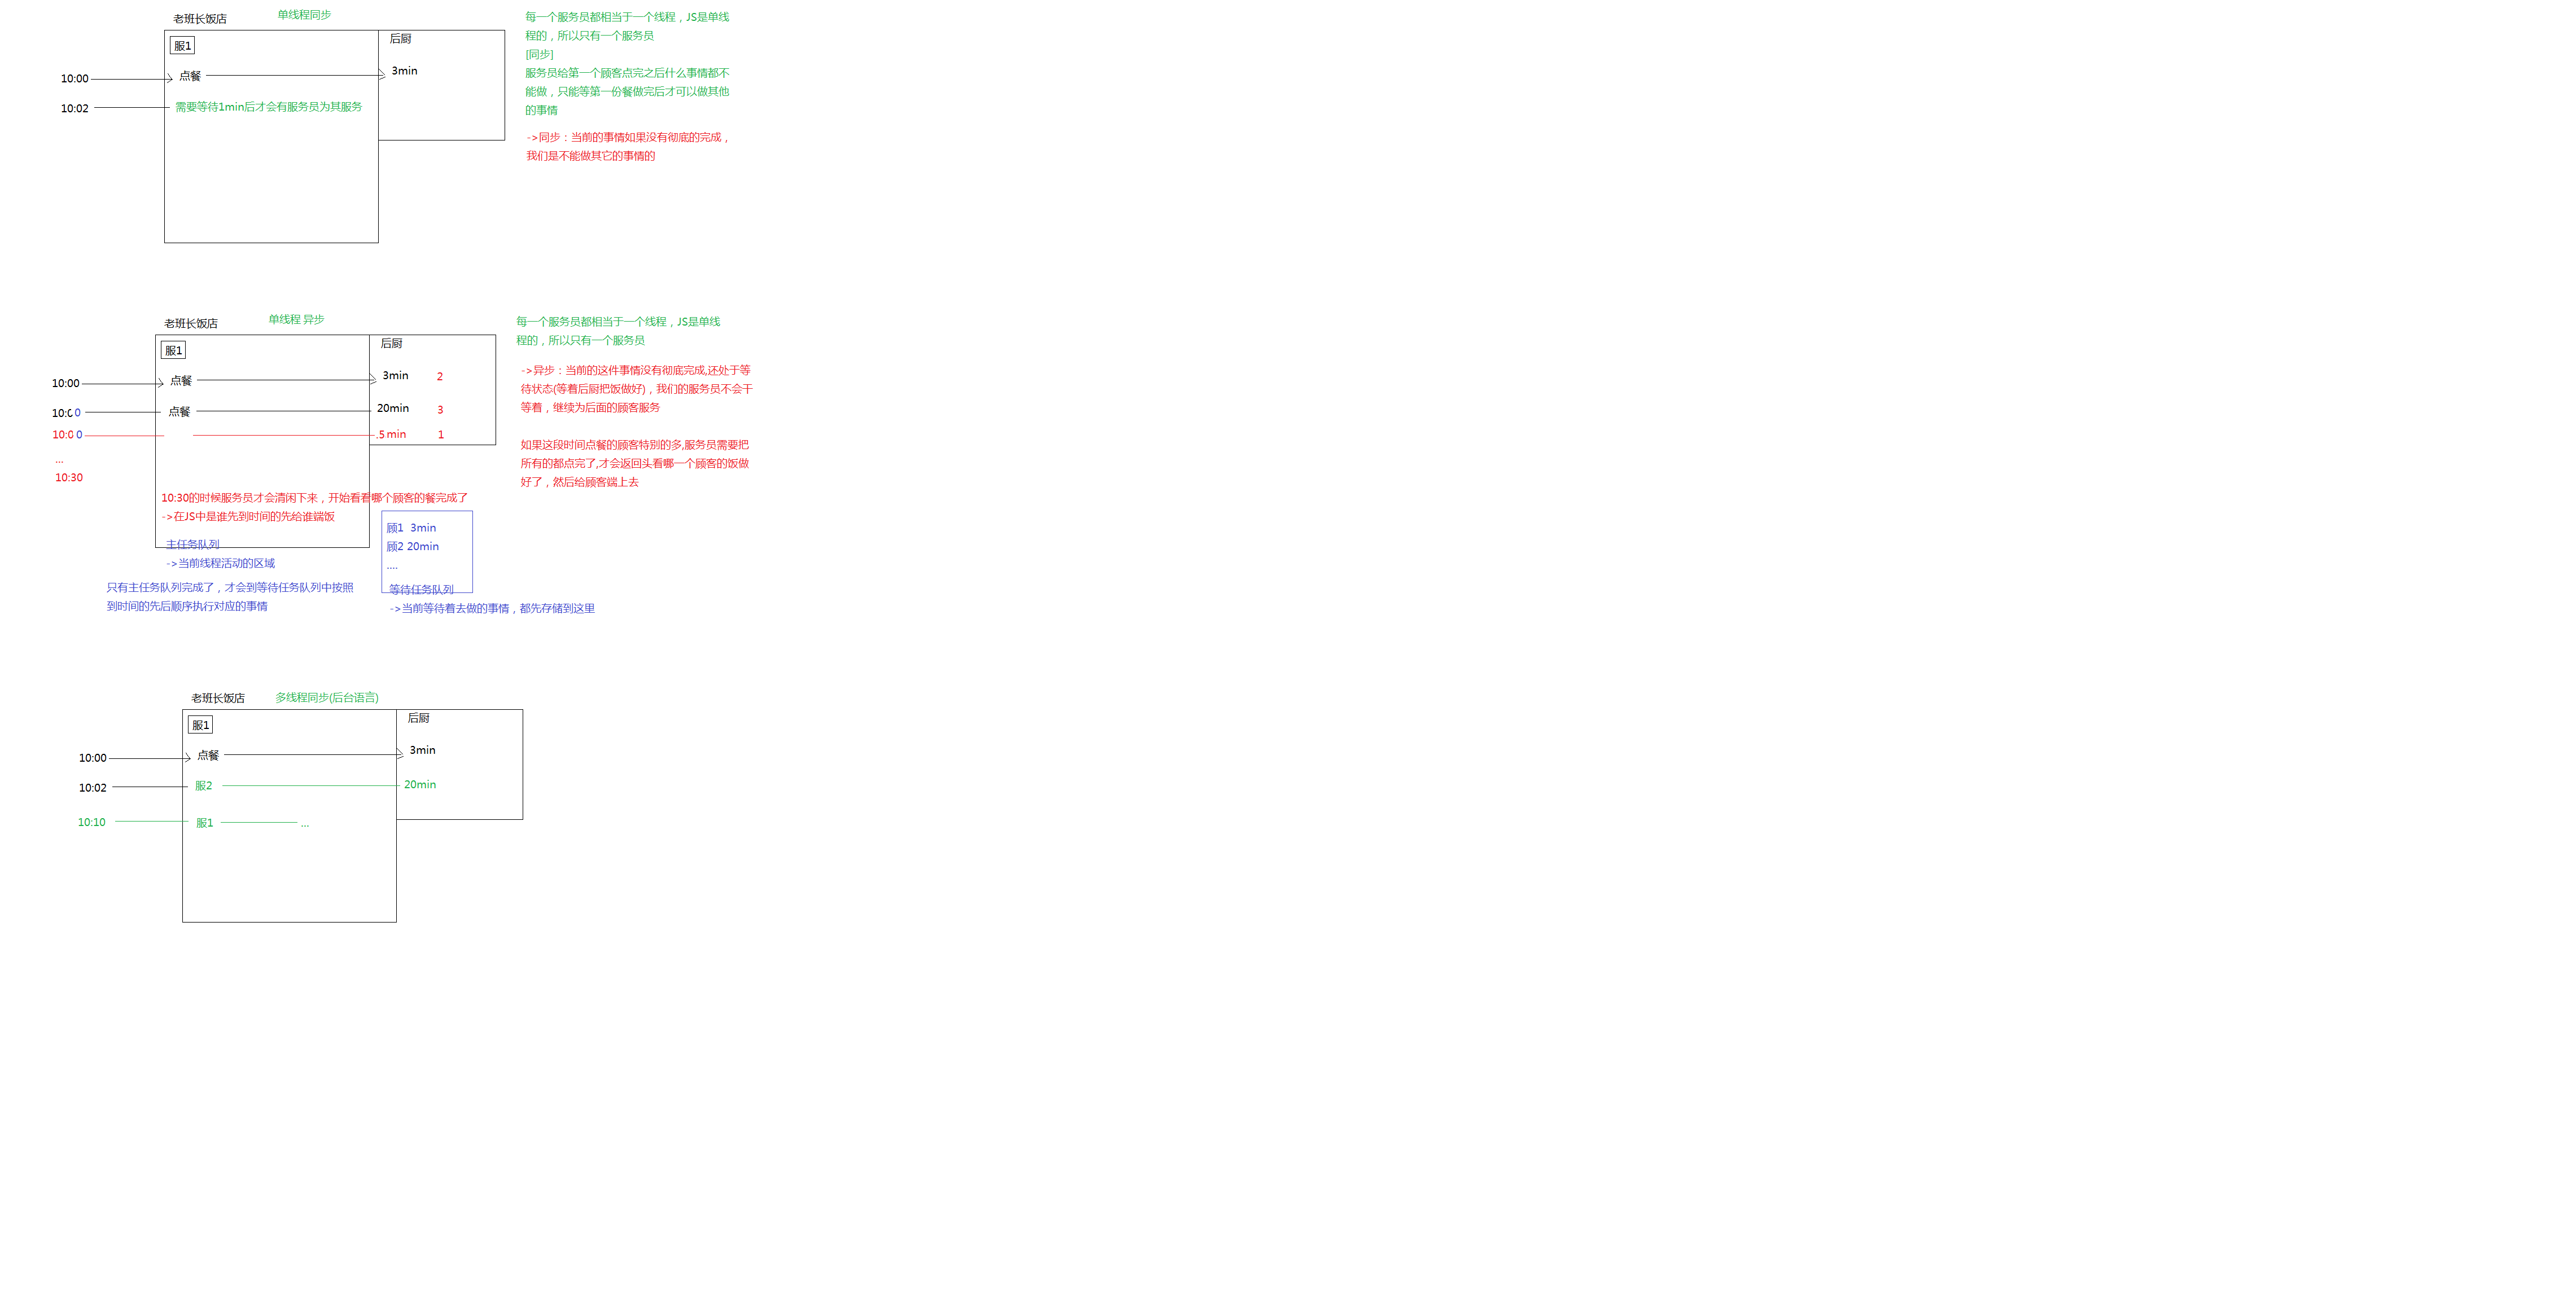 老班长饭店
单线程同步
服1
后厨
10:00
点餐
3min
10:02
需要等待1min后才会有服务员为其服务
每一个服务员都相当于一个线程，JS是单线
程的，所以只有一个服务员
[同步]
服务员给第一个顾客点完之后什么事情都不
能做，只能等第一份餐做完后才可以做其他
的事情
->同步：当前的事情如果没有彻底的完成，
我们是不能做其它的事情的
老班长饭店
单线程 异步
服1
后厨
10:00
点餐
3min 2
10:00
点餐
20min 3
10:00
.5min 1
...
10:30
10:30的时候服务员才会清闲下来，开始看看哪个顾客的餐完成了
->在JS中是谁先到时间的先给谁端饭
主任务队列
->当前线程活动的区域
只有主任务队列完成了，才会到等待任务队列中按照
到时间的先后顺序执行对应的事情
顾1 3min
顾2 20min
....
等待任务队列
->当前等待着去做的事情，都先存储到这里
每一个服务员都相当于一个线程，JS是单线
程的，所以只有一个服务员
->异步：当前的这件事情没有彻底完成,还处于等
待状态(等着后厨把饭做好)，我们的服务员不会干
等着，继续为后面的顾客服务
如果这段时间点餐的顾客特别的多,服务员需要把
所有的都点完了,才会返回头看哪一个顾客的饭做
好了，然后给顾客端上去
老班长饭店
多线程同步(后台语言)
服1
后厨
10:00
点餐
3min
10:02
服2
20min
10:10
服1
...